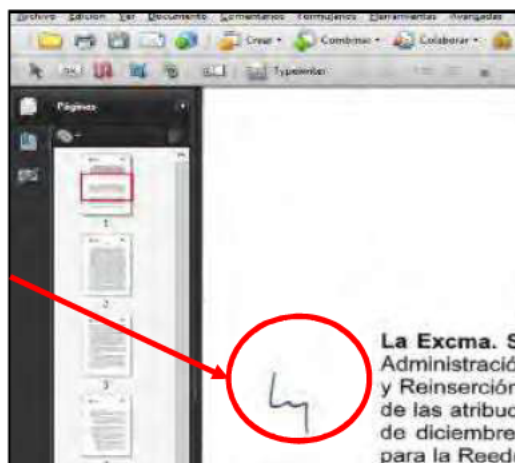 Archivo Edición Ver Documento Comentarios Formularios Herramientas Avanzadas
Crear Combinar Colaborar
Typewriter
Páginas
1
2
3
La Excma. S
Administració
y Reinserción
de las atribuc
de diciembre
para la Reedu